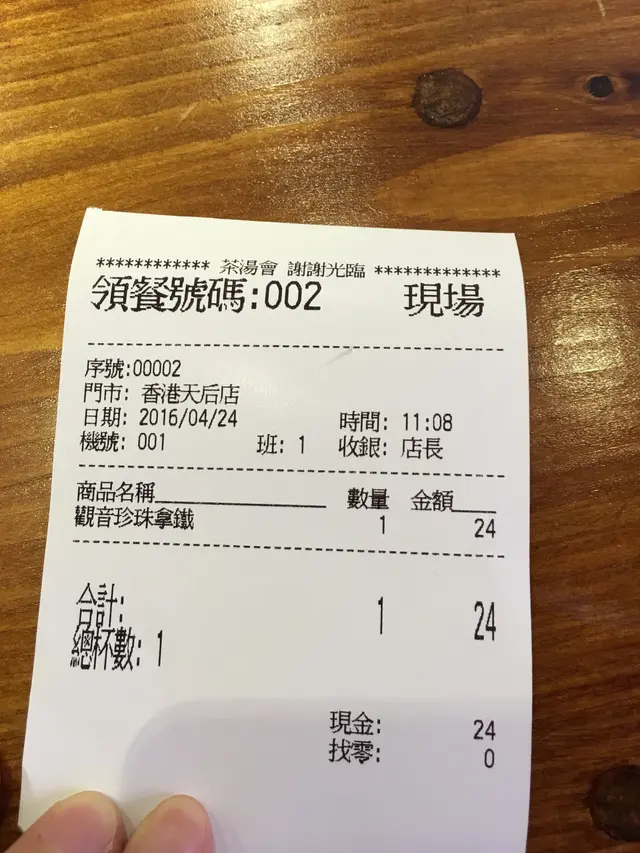 ************ 茶湯會 謝謝光臨 *************
領餐號碼:002 現場
序號:00002
門市: 香港天后店
日期: 2016/04/24 時間: 11:08
機號: 001 班: 1 收銀: 店長
商品名稱 數量 金額
觀音珍珠拿鐵 1 24
合計: 1 24
總杯數: 1
現金: 24
找零: 0